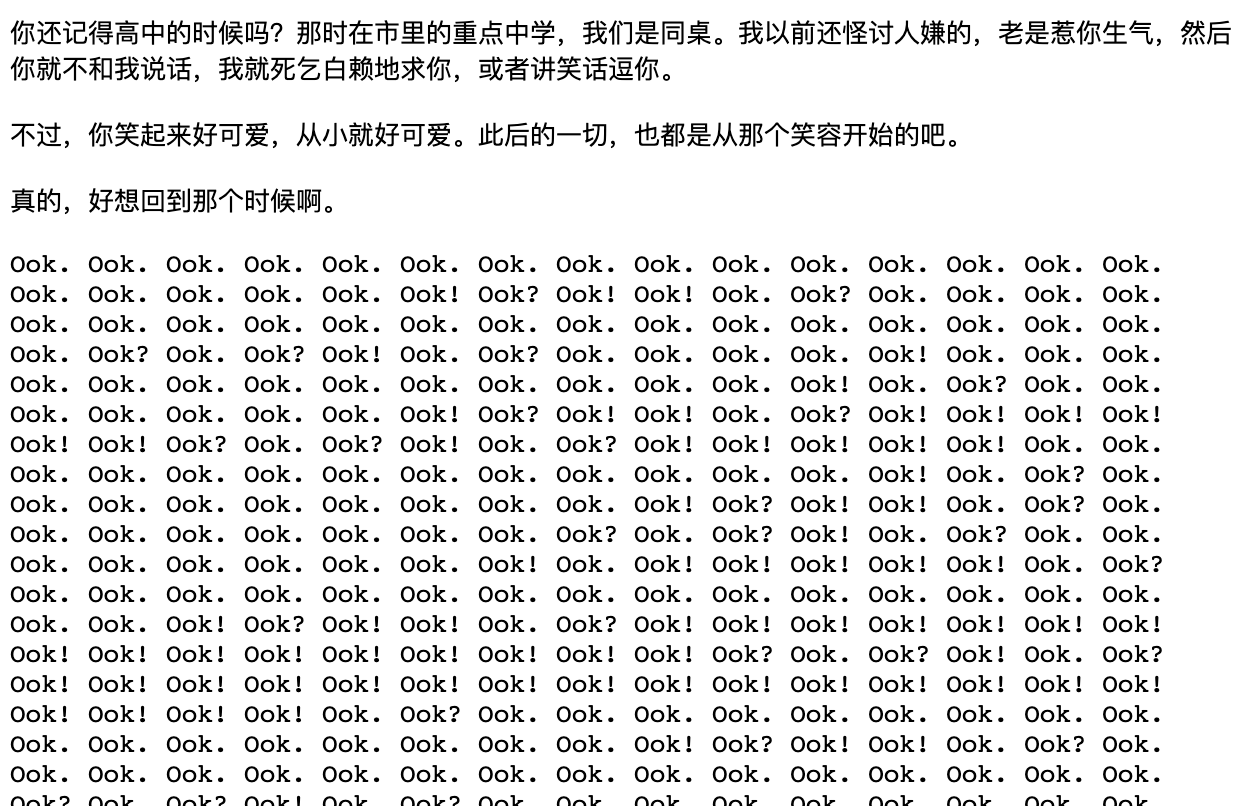 你还记得高中的时候吗？那时在市里的重点中学，我们是同桌。我以前还怪讨人嫌的，老是惹你生气，然后
你就不和我说话，我就死乞白赖地求你，或者讲笑话逗你。
不过，你笑起来好可爱，从小就好可爱。此后的一切，也都是从那个笑容开始的吧。
真的，好想回到那个时候啊。
Ook. Ook. Ook. Ook. Ook. Ook. Ook. Ook. Ook. Ook. Ook. Ook. Ook. Ook. Ook.
Ook. Ook. Ook. Ook. Ook. Ook! Ook? Ook! Ook! Ook. Ook? Ook. Ook. Ook. Ook.
Ook. Ook. Ook. Ook. Ook. Ook. Ook. Ook. Ook. Ook. Ook. Ook. Ook. Ook. Ook.
Ook. Ook? Ook. Ook? Ook! Ook. Ook? Ook. Ook. Ook. Ook. Ook! Ook. Ook. Ook.
Ook. Ook. Ook. Ook. Ook. Ook. Ook. Ook. Ook. Ook. Ook! Ook. Ook? Ook. Ook.
Ook. Ook. Ook. Ook. Ook. Ook! Ook? Ook! Ook! Ook. Ook? Ook! Ook! Ook! Ook!
Ook! Ook! Ook? Ook. Ook? Ook! Ook. Ook? Ook! Ook! Ook! Ook! Ook! Ook. Ook.
Ook. Ook. Ook. Ook. Ook. Ook. Ook. Ook. Ook. Ook. Ook. Ook! Ook. Ook? Ook.
Ook. Ook. Ook. Ook. Ook. Ook. Ook. Ook. Ook! Ook? Ook! Ook! Ook. Ook? Ook.
Ook. Ook. Ook. Ook. Ook. Ook. Ook. Ook? Ook. Ook? Ook! Ook. Ook? Ook. Ook.
Ook. Ook. Ook. Ook. Ook. Ook. Ook! Ook. Ook! Ook! Ook! Ook! Ook! Ook. Ook?
Ook. Ook. Ook. Ook. Ook. Ook. Ook. Ook. Ook. Ook. Ook. Ook. Ook. Ook. Ook.
Ook. Ook. Ook! Ook? Ook! Ook! Ook. Ook? Ook! Ook! Ook! Ook! Ook! Ook! Ook!
Ook! Ook! Ook! Ook! Ook! Ook! Ook! Ook! Ook! Ook? Ook. Ook? Ook! Ook. Ook?
Ook! Ook! Ook! Ook! Ook! Ook! Ook! Ook! Ook! Ook! Ook! Ook! Ook! Ook! Ook!
Ook! Ook! Ook! Ook! Ook. Ook? Ook. Ook. Ook. Ook. Ook. Ook. Ook. Ook. Ook.
Ook. Ook. Ook. Ook. Ook. Ook. Ook. Ook. Ook! Ook? Ook! Ook! Ook. Ook? Ook.
Ook. Ook. Ook. Ook. Ook. Ook. Ook. Ook. Ook. Ook. Ook. Ook. Ook. Ook. Ook.